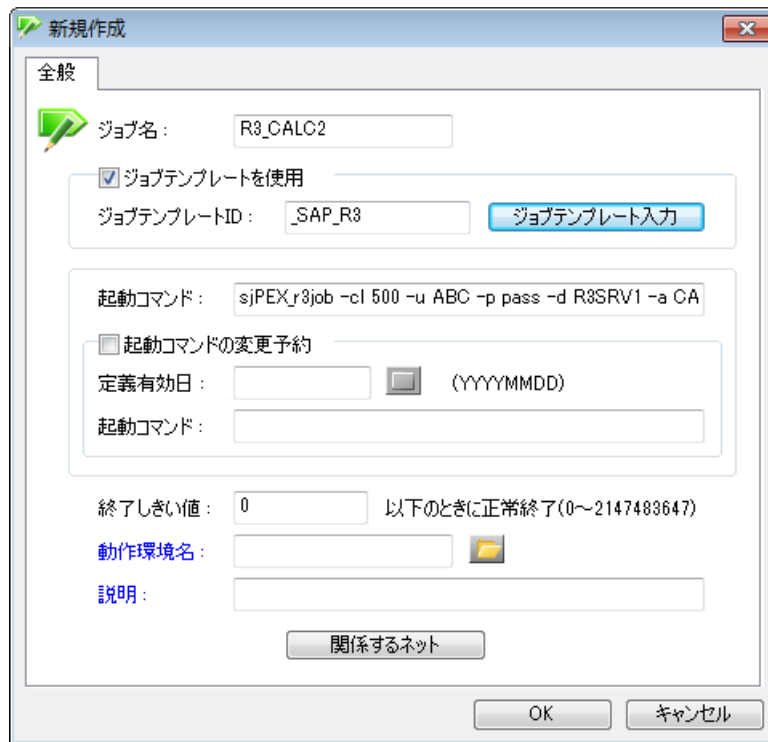 新規作成
全般
ジョブ名： R3_CALC2
ジョブテンプレートを使用
ジョブテンプレートID： _SAP_R3 ジョブテンプレート入力
起動コマンド： sjPEX_r3job -cl 500 -u ABC -p pass -d R3SRV1 -a CA
起動コマンドの変更予約
定義有効日： (YYYYMMDD)
起動コマンド：
終了しきい値： 0 以下のときに正常終了(0～2147483647)
動作環境名：
説明：
関係するネット
OK キャンセル